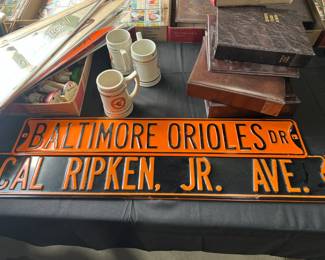 BALTIMORE ORIOLES DR
CAL RIPKEN, JR. AVE.